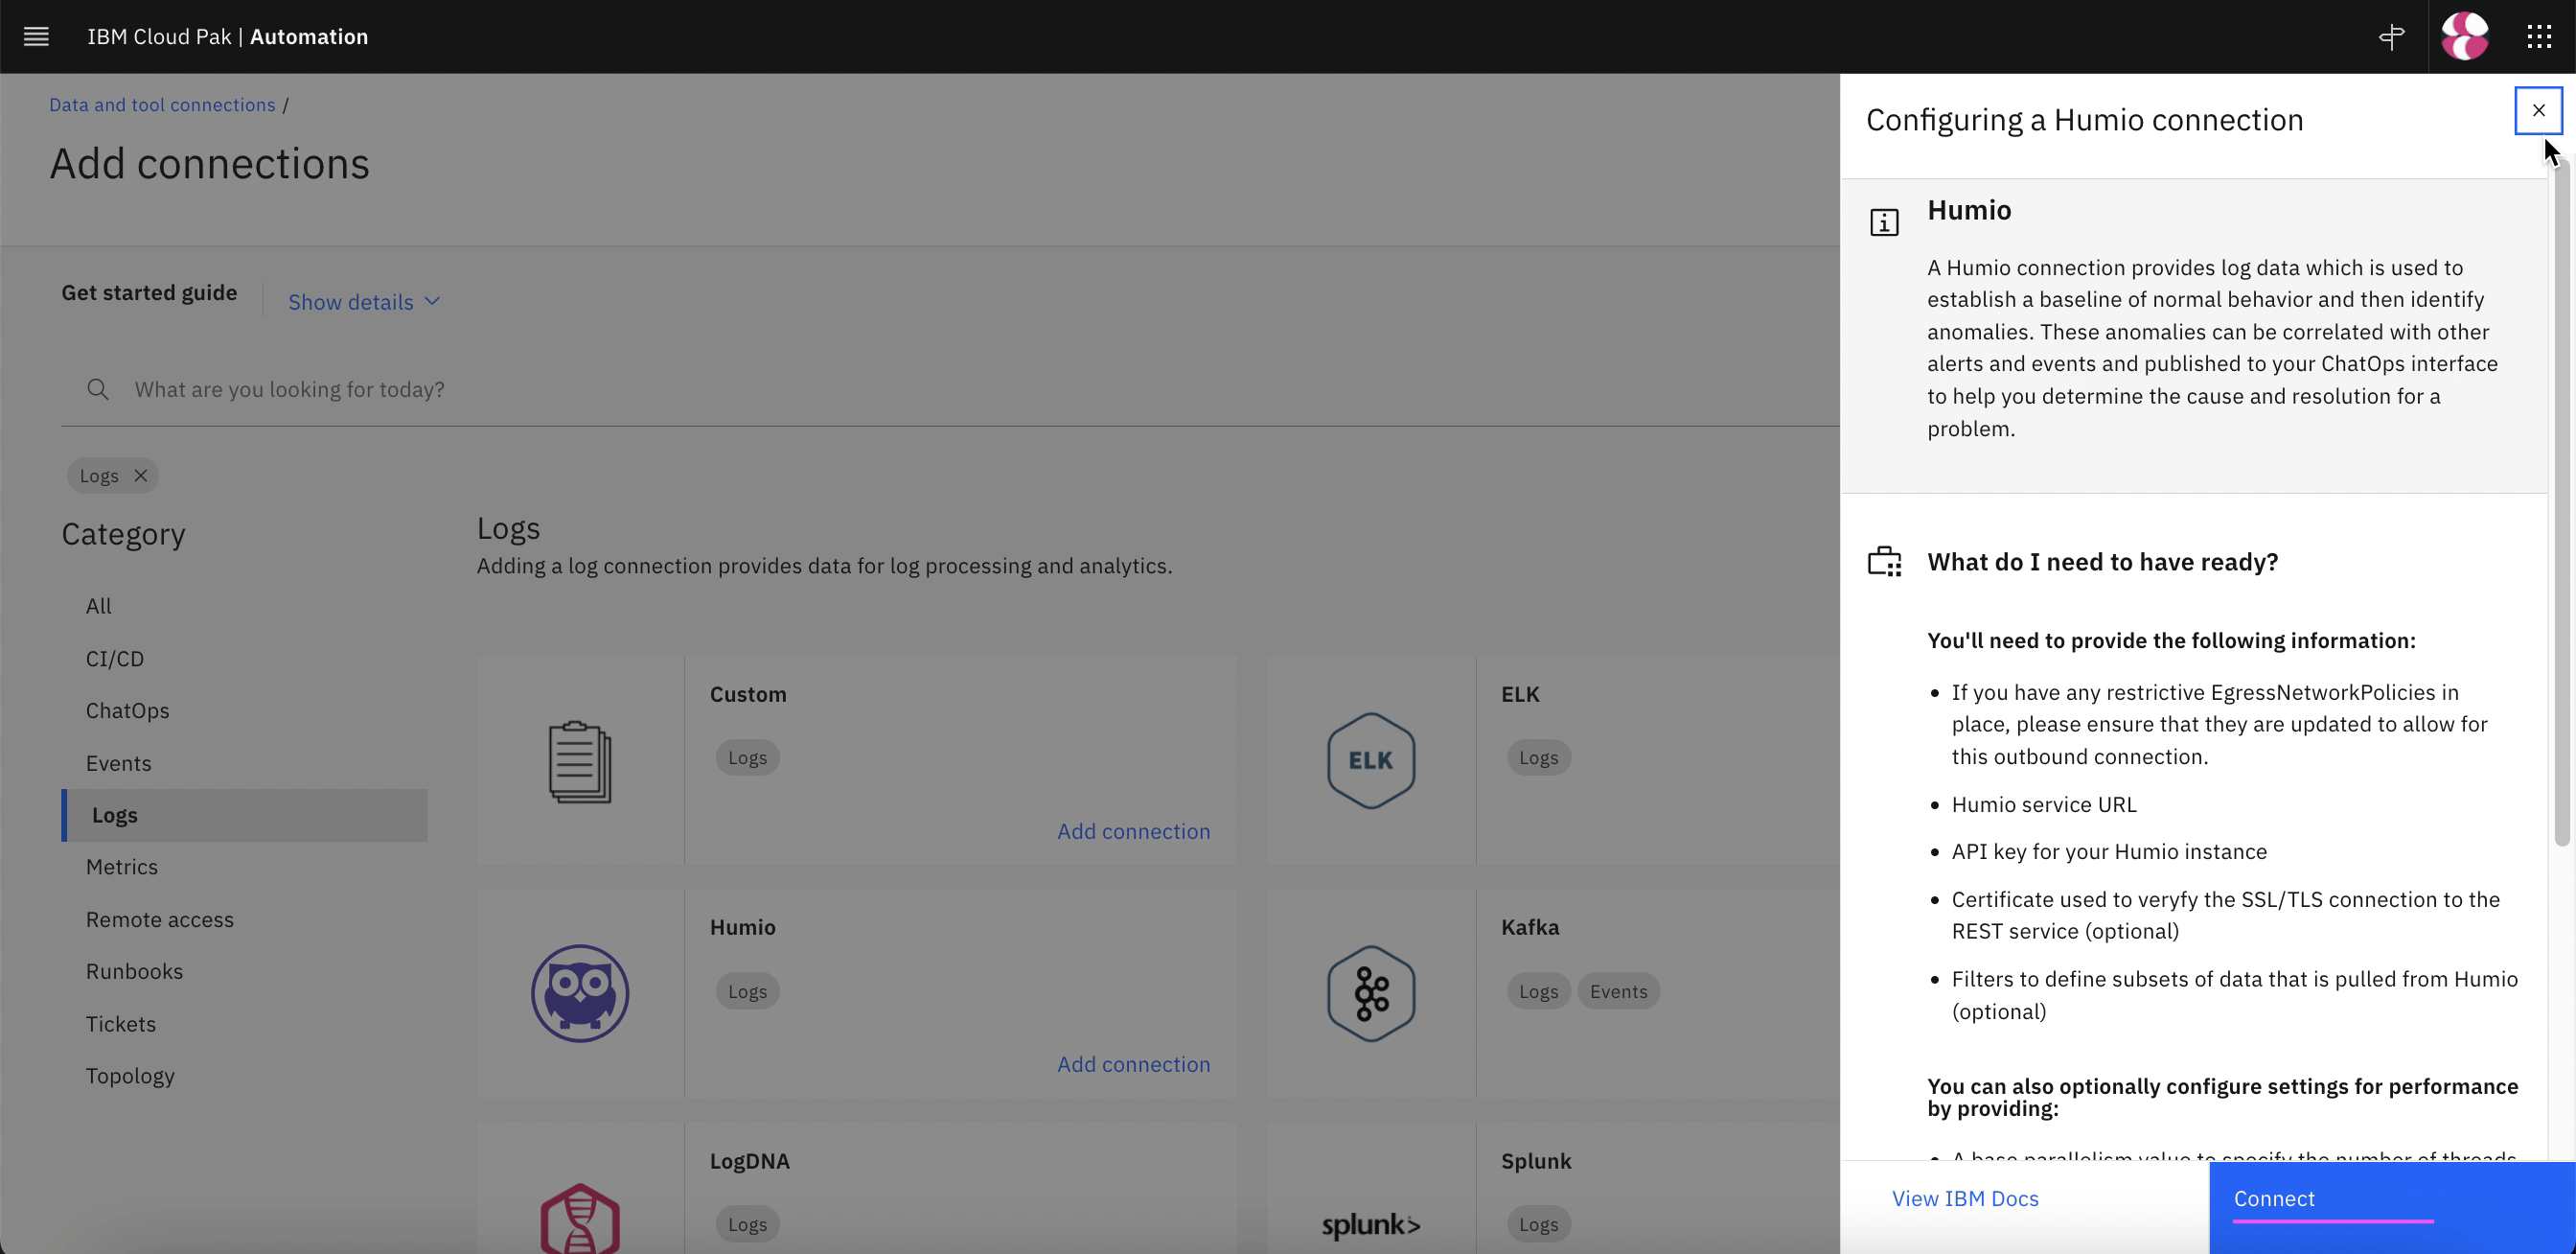 IBM Cloud Pak | Automation
Data and tool connections /
Add connections
Get started guide
Show details
What are you looking for today?
Logs
Category
All
CI/CD
ChatOps
Events
Logs
Metrics
Remote access
Runbooks
Tickets
Topology
Logs
Adding a log connection provides data for log processing and analytics.
Custom
Logs
Add connection
ELK
ELK
Logs
Humio
Logs
Add connection
Kafka
Logs Events
LogDNA
Logs
splunk>
Splunk
Logs
Configuring a Humio connection
Humio
A Humio connection provides log data which is used to
establish a baseline of normal behavior and then identify
anomalies. These anomalies can be correlated with other
alerts and events and published to your ChatOps interface
to help you determine the cause and resolution for a
problem.
What do I need to have ready?
You'll need to provide the following information:
If you have any restrictive EgressNetworkPolicies in
place, please ensure that they are updated to allow for
this outbound connection.
Humio service URL
API key for your Humio instance
Certificate used to veryfy the SSL/TLS connection to the
REST service (optional)
Filters to define subsets of data that is pulled from Humio
(optional)
You can also optionally configure settings for performance
by providing:
A base parallelism value to specify the number of threads
View IBM Docs
Connect